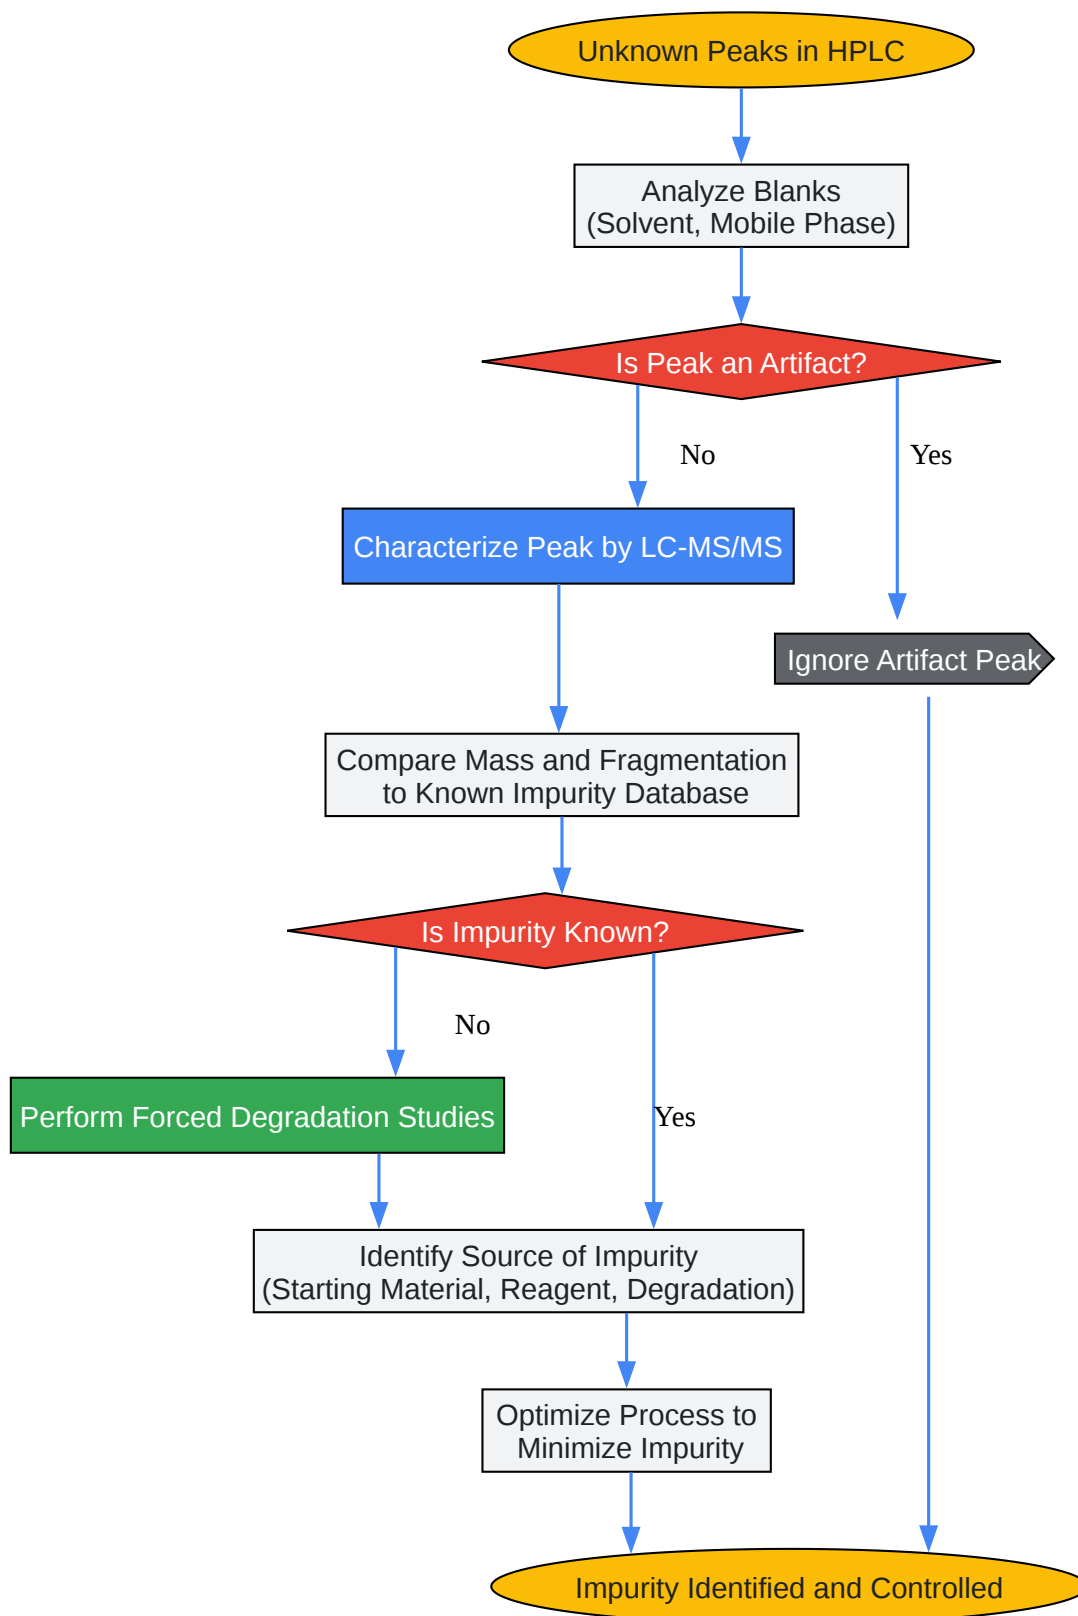 Unknown Peaks in HPLC
Analyze Blanks
(Solvent, Mobile Phase)
Is Peak an Artifact?
No
Yes
Characterize Peak by LC-MS/MS
Ignore Artifact Peak
Compare Mass and Fragmentation
to Known Impurity Database
Is Impurity Known?
No
Perform Forced Degradation Studies
Yes
Identify Source of Impurity
(Starting Material, Reagent, Degradation)
Optimize Process to
Minimize Impurity
Impurity Identified and Controlled